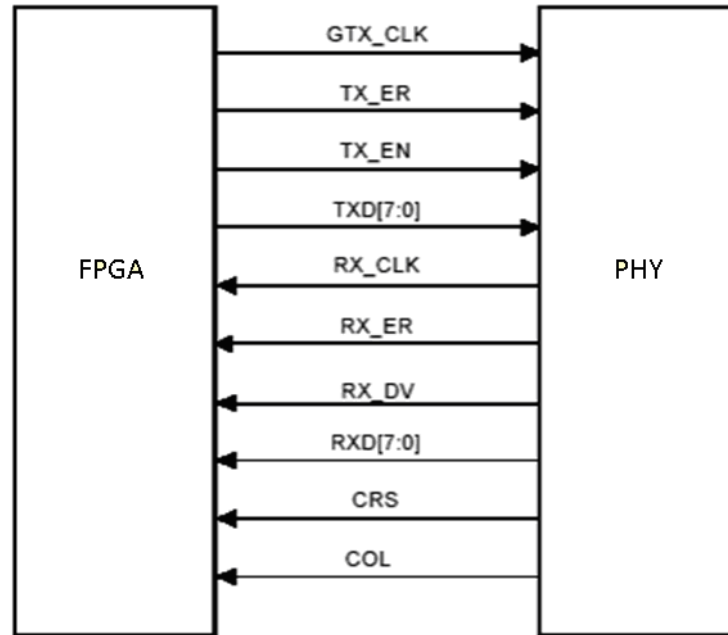 GTX_CLK
TX_ER
TX_EN
TXD[7:0]
FPGA
RX_CLK
PHY
RX_ER
RX_DV
RXD[7:0]
CRS
COL